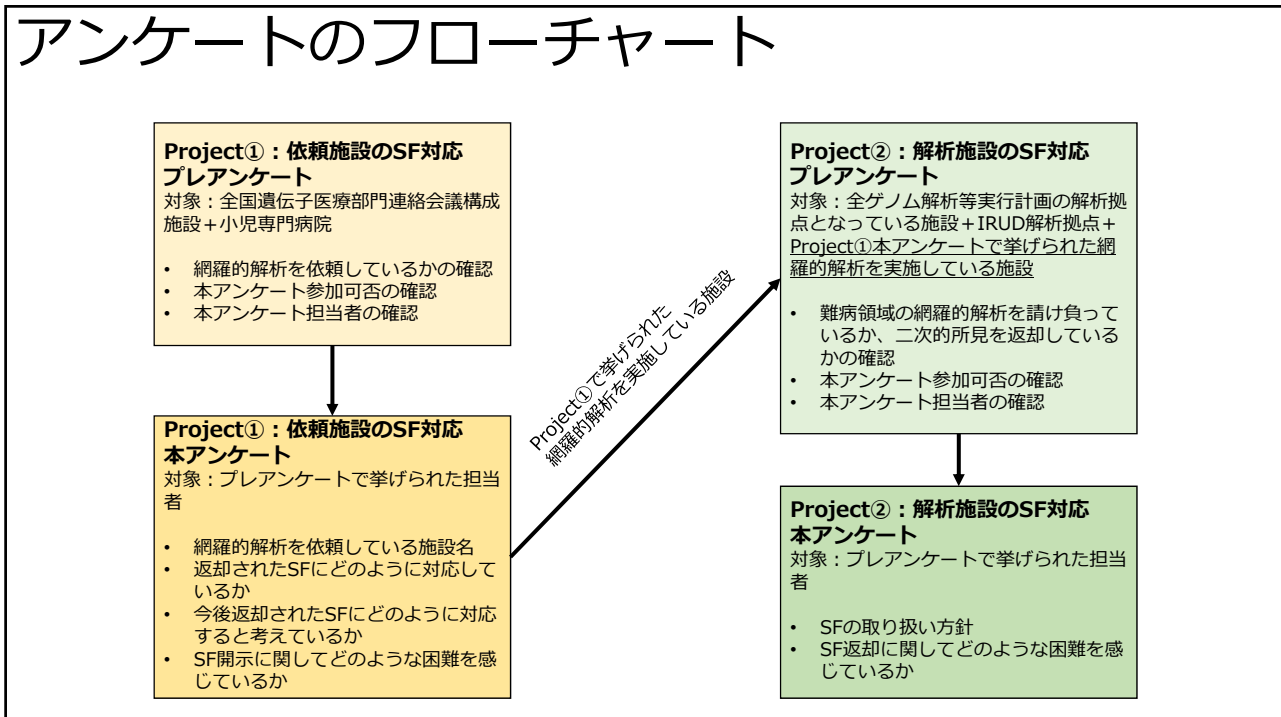 アンケートのフローチャート
Project①：依頼施設のSF対応
プレアンケート
対象：全国遺伝子医療部門連絡会議構成
施設＋小児専門病院
• 網羅的解析を依頼しているかの確認
• 本アンケート参加可否の確認
• 本アンケート担当者の確認
Project①：依頼施設のSF対応
本アンケート
対象：プレアンケートで挙げられた担当
者
• 網羅的解析を依頼している施設名
• 返却されたSFにどのように対応して
いるか
• 今後返却されたSFにどのように対応
すると考えているか
• SF開示に関してどのような困難を感
じているか
Project①で挙げられた
網羅的解析を実施している施設
Project②：解析施設のSF対応
プレアンケート
対象：全ゲノム解析等実行計画の解析拠
点となっている施設＋IRUD解析拠点＋
Project①本アンケートで挙げられた網
羅的解析を実施している施設
• 難病領域の網羅的解析を請け負って
いるか、二次的所見を返却している
かの確認
• 本アンケート参加可否の確認
• 本アンケート担当者の確認
Project②：解析施設のSF対応
本アンケート
対象：プレアンケートで挙げられた担当
者
• SFの取り扱い方針
• SF返却に関してどのような困難を感
じているか